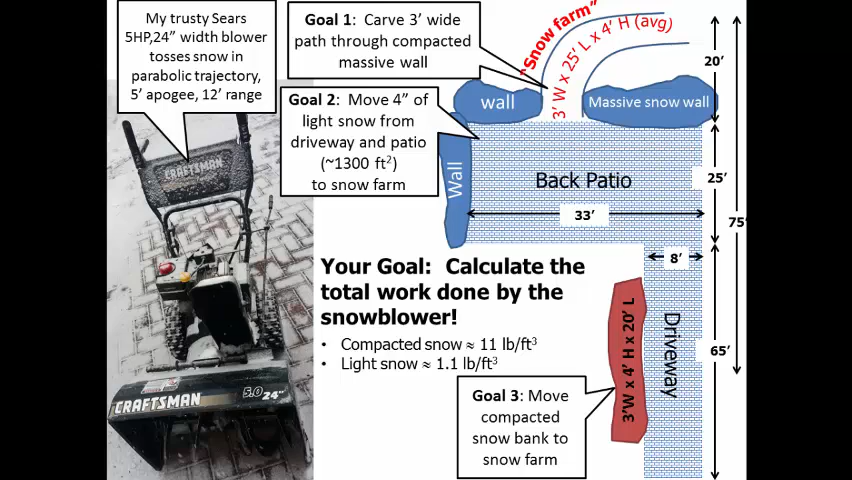 My trusty Sears
5HP,24” width blower
tosses snow in
parabolic trajectory,
5’ apogee, 12’ range
Goal 1: Carve 3’ wide
path through compacted
massive wall
Goal 2: Move 4” of
light snow from
driveway and patio
(~1300 ft²)
to snow farm
“Snow farm”
3’ W x 25’ L x 4’ H (avg)
wall
Massive snow wall
Wall
Back Patio
33’
20’
25’
75’
8’
65’
Driveway
3’W x 4’ H x 20’ L
CRAFTSMAN
Your Goal: Calculate the
total work done by the
snowblower!
• Compacted snow ≈ 11 lb/ft³
• Light snow ≈ 1.1 lb/ft³
Goal 3: Move
compacted
snow bank to
snow farm
CRAFTSMAN
5.0 24"